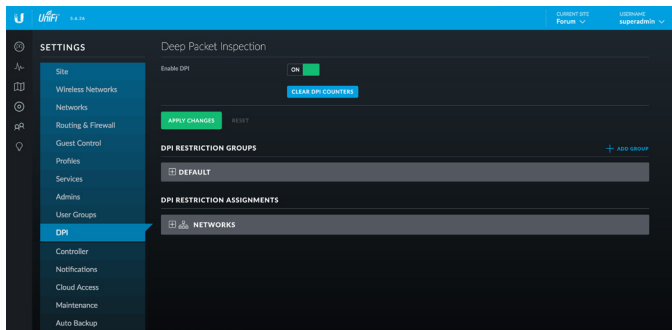 UniFi 5.6.26
CURRENT SITE
Forum
USERNAME
superadmin
SETTINGS
Site
Wireless Networks
Networks
Routing & Firewall
Guest Control
Profiles
Services
Admins
User Groups
DPI
Controller
Notifications
Cloud Access
Maintenance
Auto Backup
Deep Packet Inspection
Enable DPI
ON
CLEAR DPI COUNTERS
APPLY CHANGES RESET
DPI RESTRICTION GROUPS
ADD GROUP
DEFAULT
DPI RESTRICTION ASSIGNMENTS
NETWORKS